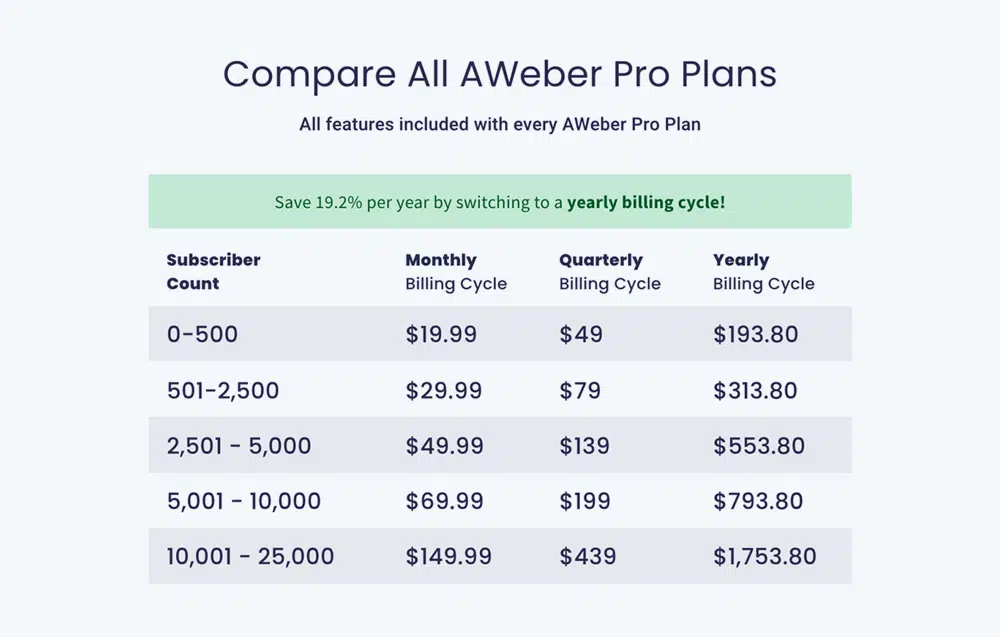 Compare All AWeber Pro Plans
All features included with every AWeber Pro Plan
Save 19.2% per year by switching to a yearly billing cycle!
Subscriber Count Monthly Billing Cycle Quarterly Billing Cycle Yearly Billing Cycle
0-500 $19.99 $49 $193.80
501-2,500 $29.99 $79 $313.80
2,501 - 5,000 $49.99 $139 $553.80
5,001 - 10,000 $69.99 $199 $793.80
10,001 - 25,000 $149.99 $439 $1,753.80